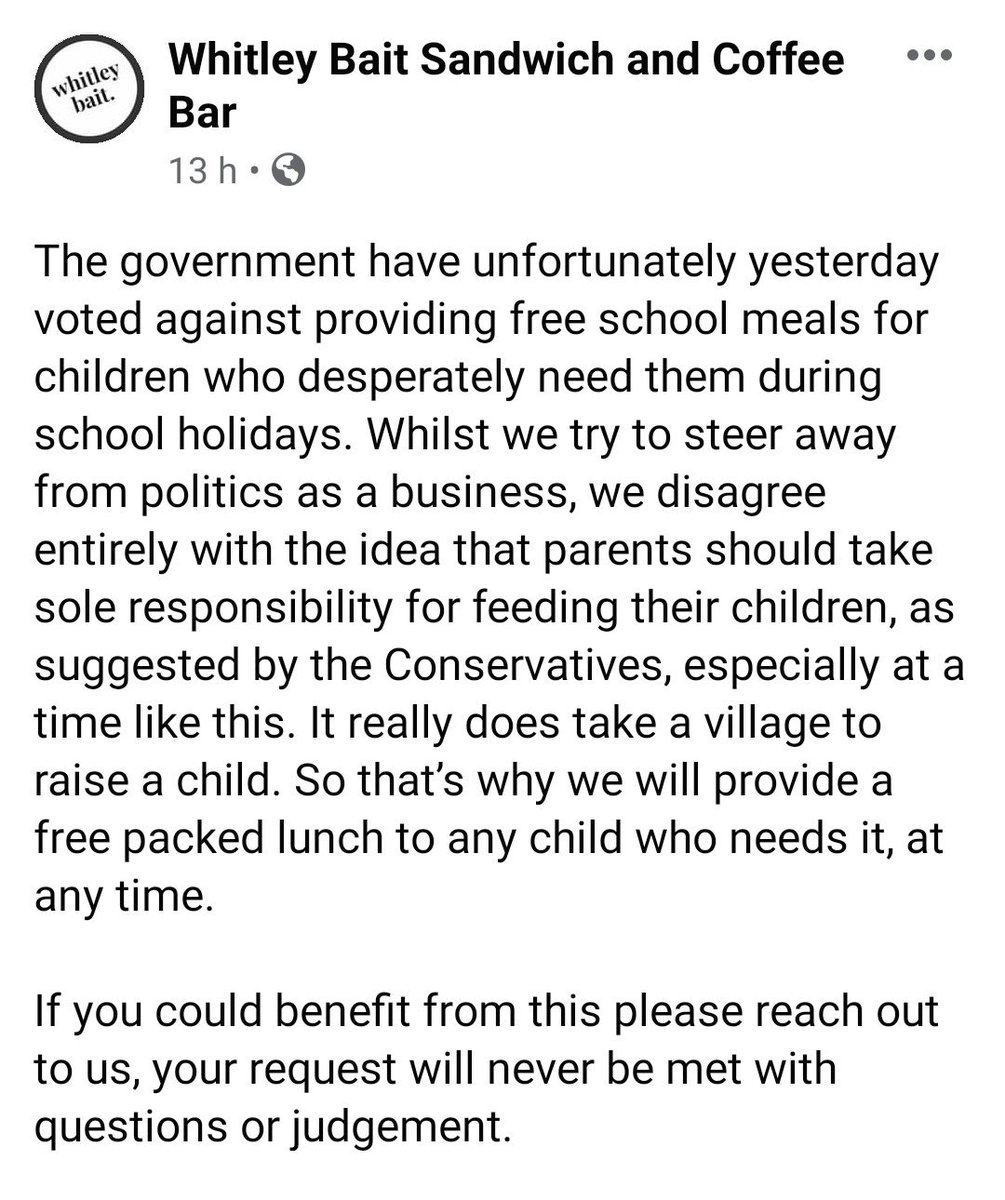 whitley
bait.
Whitley Bait Sandwich and Coffee
Bar
13 h •
The government have unfortunately yesterday
voted against providing free school meals for
children who desperately need them during
school holidays. Whilst we try to steer away
from politics as a business, we disagree
entirely with the idea that parents should take
sole responsibility for feeding their children, as
suggested by the Conservatives, especially at a
time like this. It really does take a village to
raise a child. So that’s why we will provide a
free packed lunch to any child who needs it, at
any time.
If you could benefit from this please reach out
to us, your request will never be met with
questions or judgement.